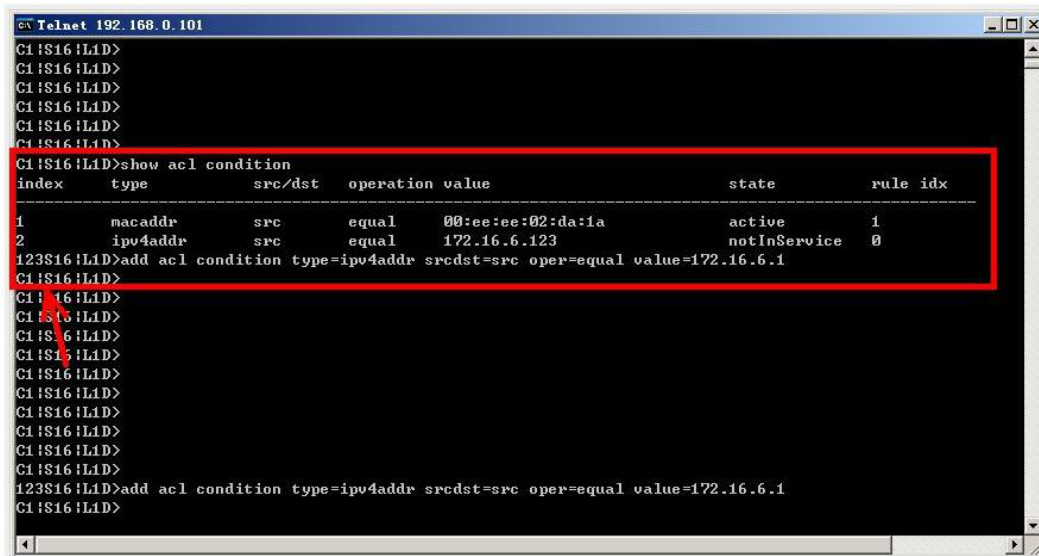 Telnet 192.168.0.101
C1|S16|L1D>
C1|S16|L1D>
C1|S16|L1D>
C1|S16|L1D>
C1|S16|L1D>
C1|S16|L1D>
C1|S16|L1D>show acl condition
index type src/dst operation value state rule idx
1 macaddr src equal 00:ee:ee:02:da:1a active 1
2 ipv4addr src equal 172.16.6.123 notInService 0
123S16|L1D>add acl condition type=ipv4addr srcdst=src oper=equal value=172.16.6.1
C1|S16|L1D>
C1|S16|L1D>
C1|S16|L1D>
C1|S16|L1D>
C1|S16|L1D>
C1|S16|L1D>
C1|S16|L1D>
C1|S16|L1D>
C1|S16|L1D>
C1|S16|L1D>
C1|S16|L1D>
123S16|L1D>add acl condition type=ipv4addr srcdst=src oper=equal value=172.16.6.1
C1|S16|L1D>